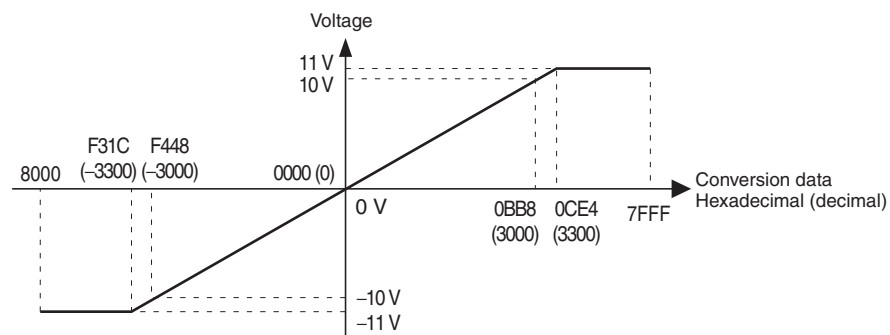 Voltage
11 V
10 V
F31C F448
8000 (–3300) (–3000) 0000 (0)
Conversion data
Hexadecimal (decimal)
0 V 0BB8 0CE4 7FFF
(3000) (3300)
–10 V
–11 V